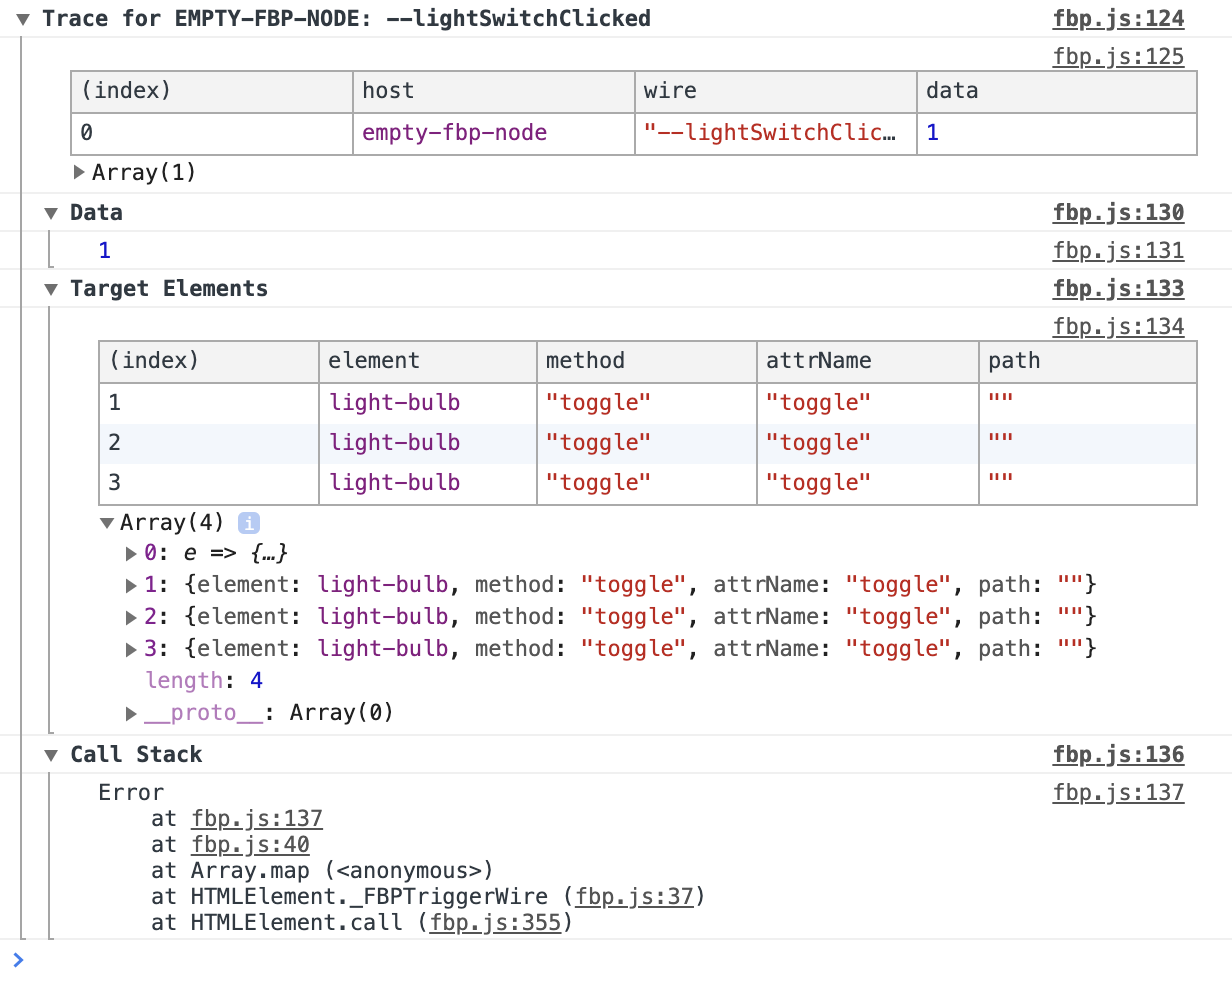 Trace for EMPTY-FBP-NODE: --lightSwitchClicked fbp.js:124
fbp.js:125
(index) host wire data
0 empty-fbp-node "--lightSwitchClic… 1
Array(1)
Data fbp.js:130
1 fbp.js:131
Target Elements fbp.js:133
fbp.js:134
(index) element method attrName path
1 light-bulb "toggle" "toggle" ""
2 light-bulb "toggle" "toggle" ""
3 light-bulb "toggle" "toggle" ""
Array(4) i
0: e => {…}
1: {element: light-bulb, method: "toggle", attrName: "toggle", path: ""}
2: {element: light-bulb, method: "toggle", attrName: "toggle", path: ""}
3: {element: light-bulb, method: "toggle", attrName: "toggle", path: ""}
length: 4
__proto__: Array(0)
Call Stack fbp.js:136
Error fbp.js:137
at fbp.js:137
at fbp.js:40
at Array.map (<anonymous>)
at HTMLElement._FBPTriggerWire (fbp.js:37)
at HTMLElement.call (fbp.js:355)